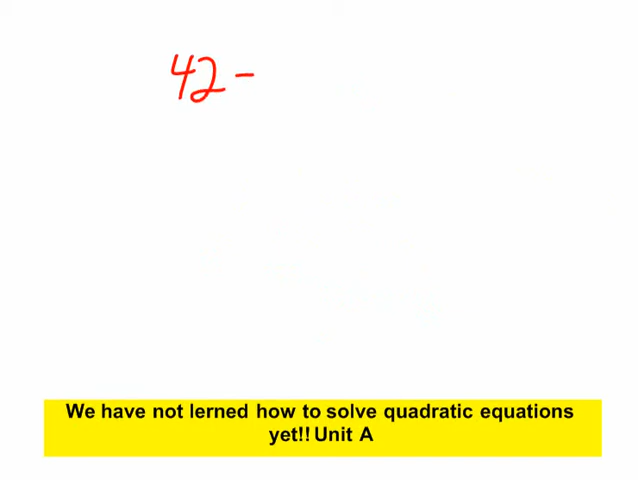 42 -
We have not lerned how to solve quadratic equations
yet!! Unit A